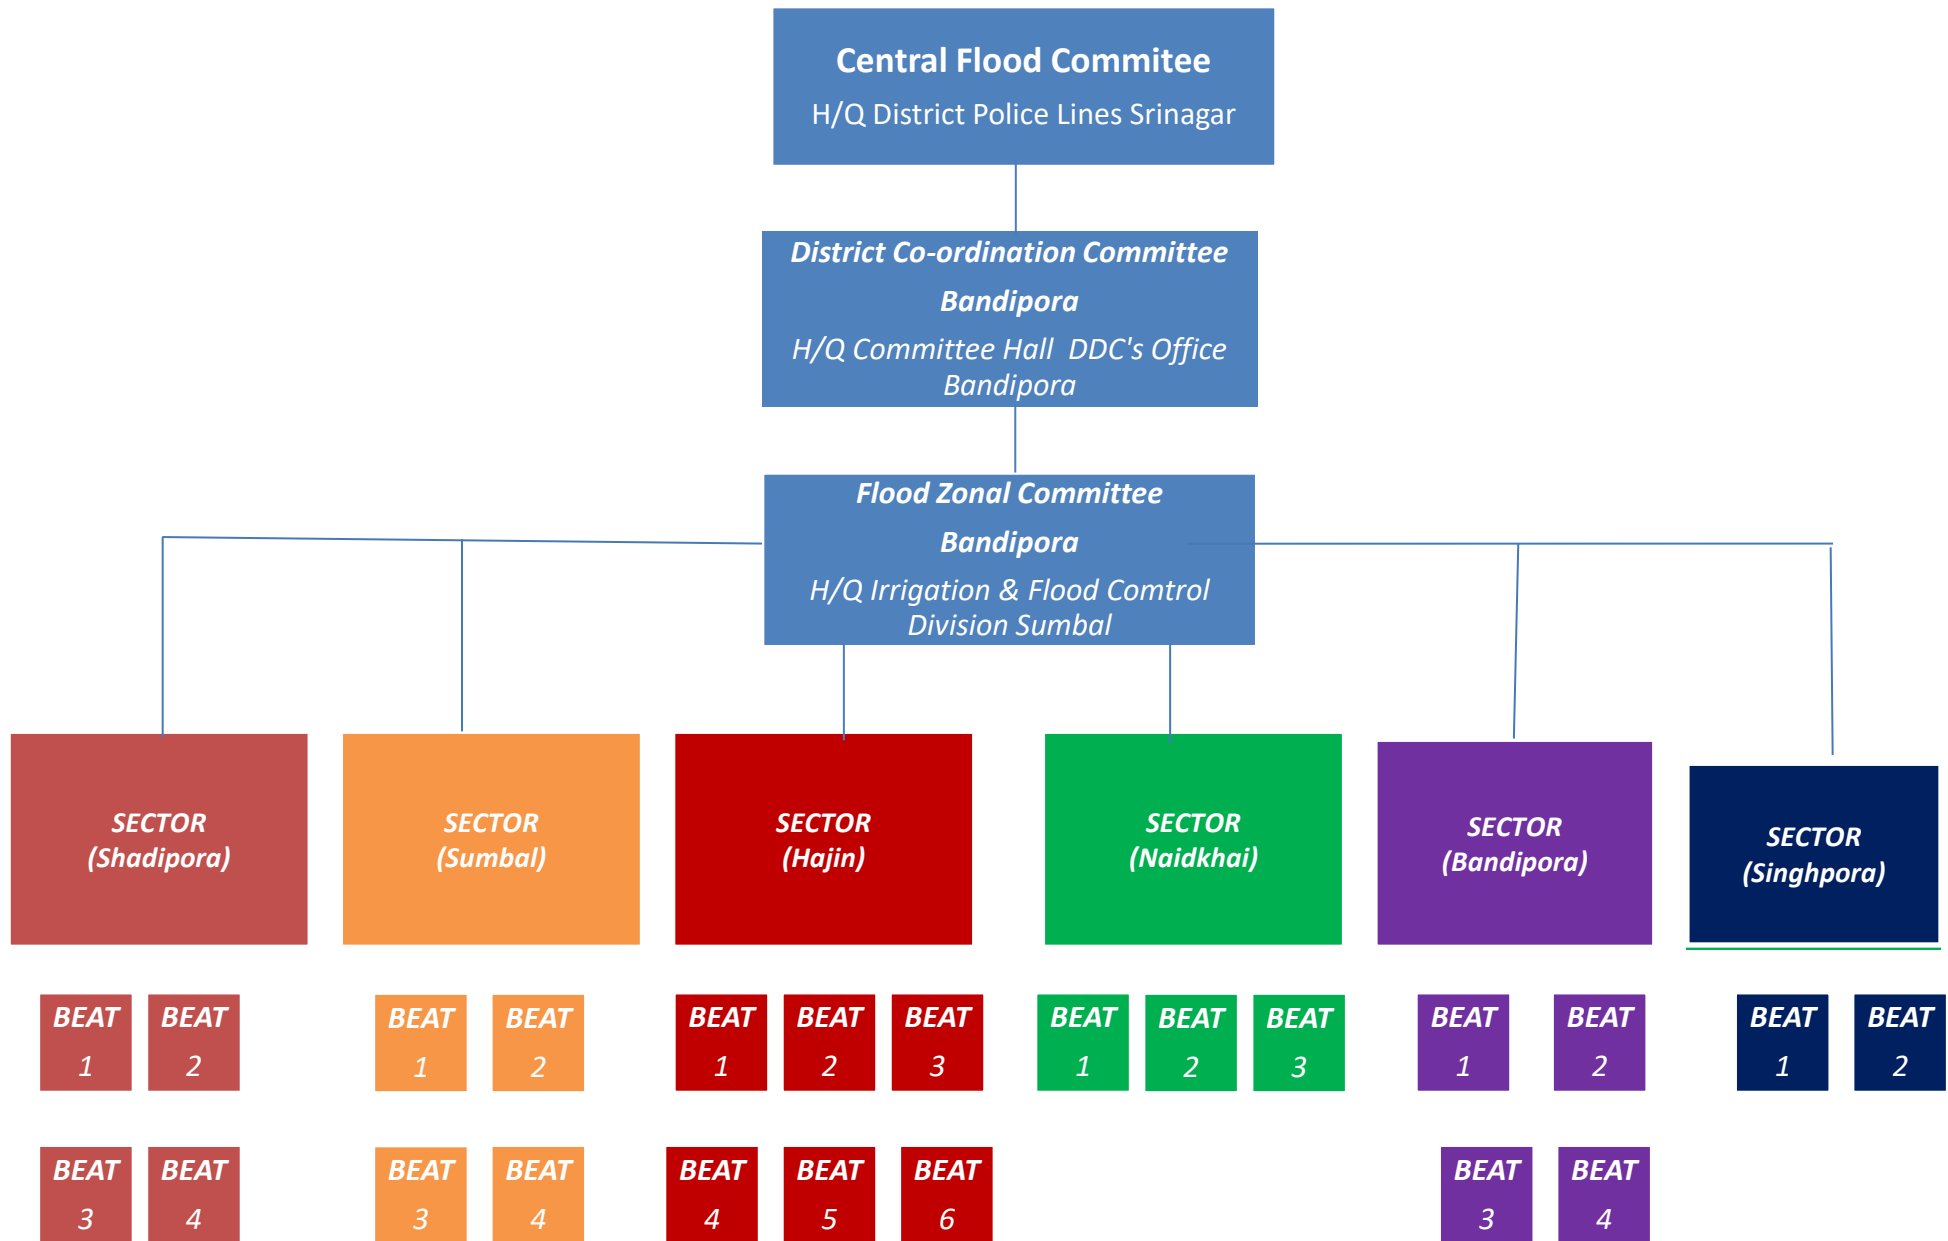 Central Flood Commitee
H/Q District Police Lines Srinagar
District Co-ordination Committee
Bandipora
H/Q Committee Hall  DDC's Office
Bandipora
Flood Zonal Committee
Bandipora
H/Q Irrigation & Flood Comtrol
Division Sumbal
SECTOR
(Shadipora)
SECTOR
(Sumbal)
SECTOR
(Hajin)
SECTOR
(Naidkhai)
SECTOR
(Bandipora)
SECTOR
(Singhpora)
BEAT
1
BEAT
2
BEAT
1
BEAT
2
BEAT
1
BEAT
2
BEAT
3
BEAT
1
BEAT
2
BEAT
3
BEAT
1
BEAT
2
BEAT
1
BEAT
2
BEAT
3
BEAT
4
BEAT
3
BEAT
4
BEAT
4
BEAT
5
BEAT
6
BEAT
3
BEAT
4